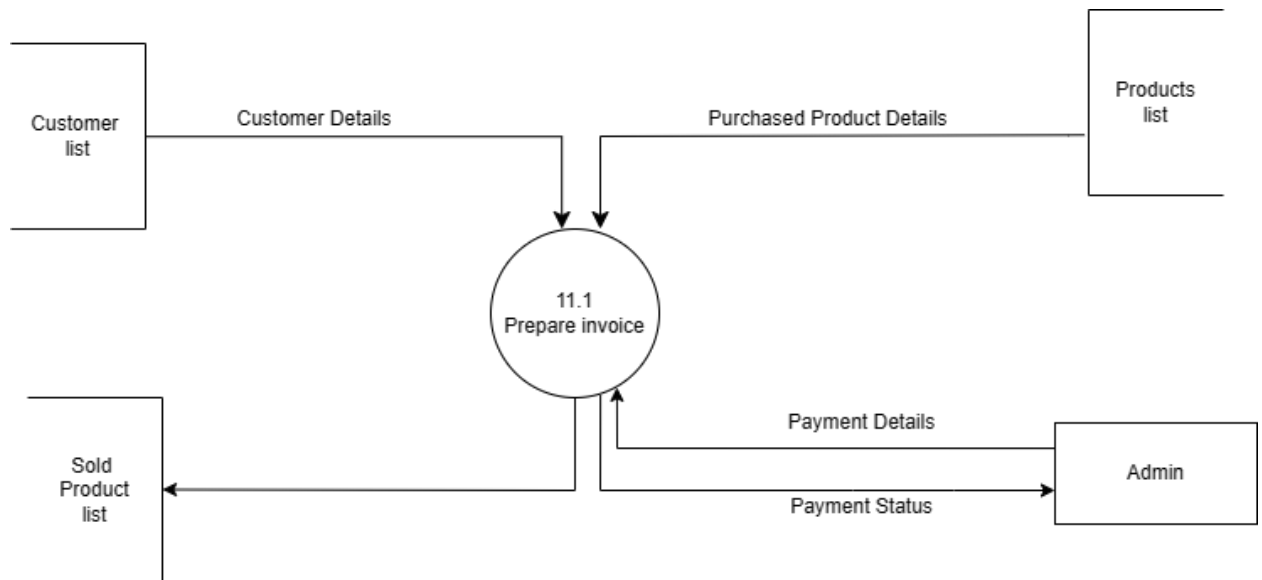 Customer
list
Customer Details
Purchased Product Details
Products
list
11.1
Prepare invoice
Sold
Product
list
Payment Details
Admin
Payment Status